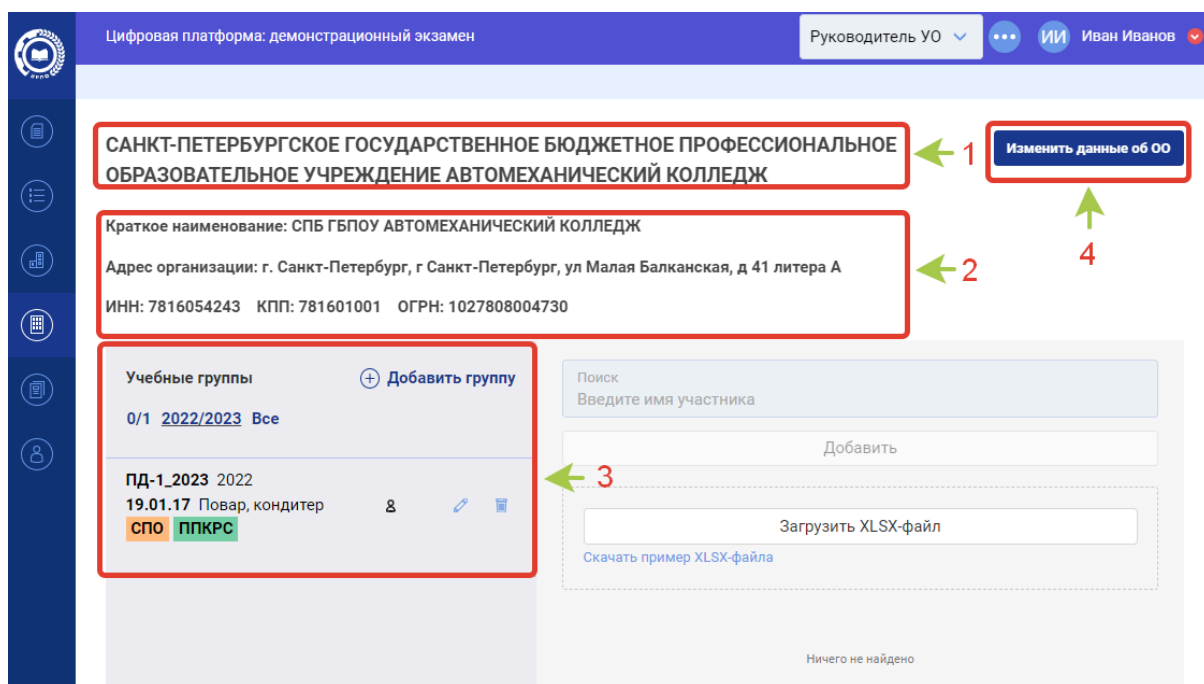 Цифровая платформа: демонстрационный экзамен
Руководитель УО
ИИ
Иван Иванов
САНКТ-ПЕТЕРБУРГСКОЕ ГОСУДАРСТВЕННОЕ БЮДЖЕТНОЕ ПРОФЕССИОНАЛЬНОЕ
ОБРАЗОВАТЕЛЬНОЕ УЧРЕЖДЕНИЕ АВТОМЕХАНИЧЕСКИЙ КОЛЛЕДЖ
1
Изменить данные об ОО
4
Краткое наименование: СПБ ГБПОУ АВТОМЕХАНИЧЕСКИЙ КОЛЛЕДЖ
Адрес организации: г. Санкт-Петербург, г Санкт-Петербург, ул Малая Балканская, д 41 литера А
2
ИНН: 7816054243 КПП: 781601001 ОГРН: 1027808004730
Учебные группы
Добавить группу
0/1 2022/2023 Все
ПД-1_2023 2022
19.01.17 Повар, кондитер
СПО ППКРС
3
Поиск
Введите имя участника
Добавить
Загрузить XLSX-файл
Скачать пример XLSX-файла
Ничего не найдено